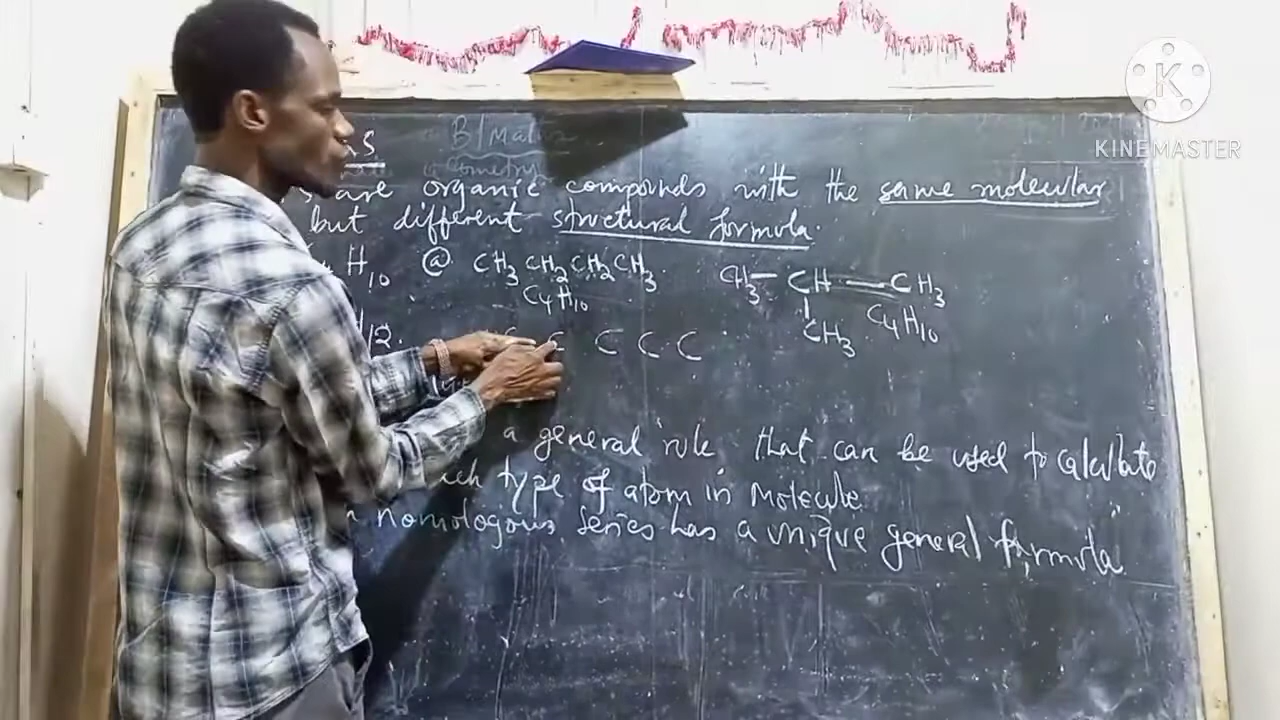 B/Maths
are organic compounds with the same molecular
but different structural formula.
H10 @ CH3 CH2 CH2 CH3
C4H10
CH3 — CH — CH3
CH3
C4H10
12.
C C C C C
a general rule that can be used to calculate
type of atom in Molecule
homologous series has a unique general formula
K
KINEMASTER